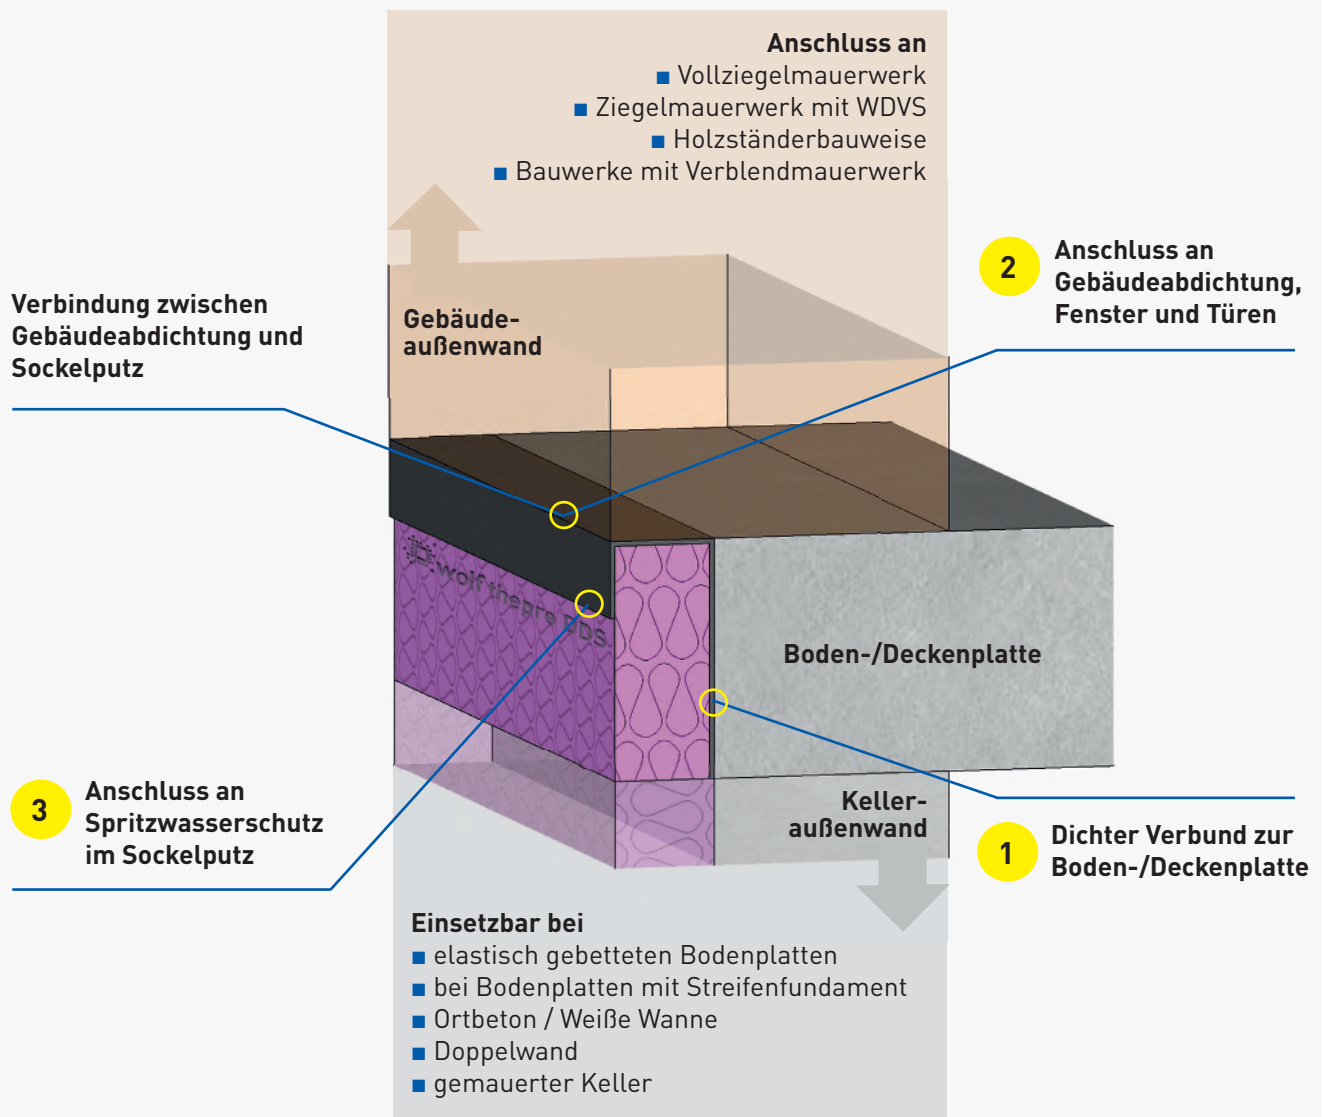 Anschluss an
■ Vollziegelmauerwerk
■ Ziegelmauerwerk mit WDVS
■ Holzständerbauweise
■ Bauwerke mit Verblendmauerwerk
2
Anschluss an
Gebäudeabdichtung,
Fenster und Türen
Verbindung zwischen
Gebäudeabdichtung und
Sockelputz
Gebäude-
außenwand
wolf thepro DDS
Boden-/Deckenplatte
3
Anschluss an
Spritzwasserschutz
im Sockelputz
Keller-
außenwand
1
Dichter Verbund zur
Boden-/Deckenplatte
Einsetzbar bei
■ elastisch gebetteten Bodenplatten
■ bei Bodenplatten mit Streifenfundament
■ Ortbeton / Weiße Wanne
■ Doppelwand
■ gemauerter Keller